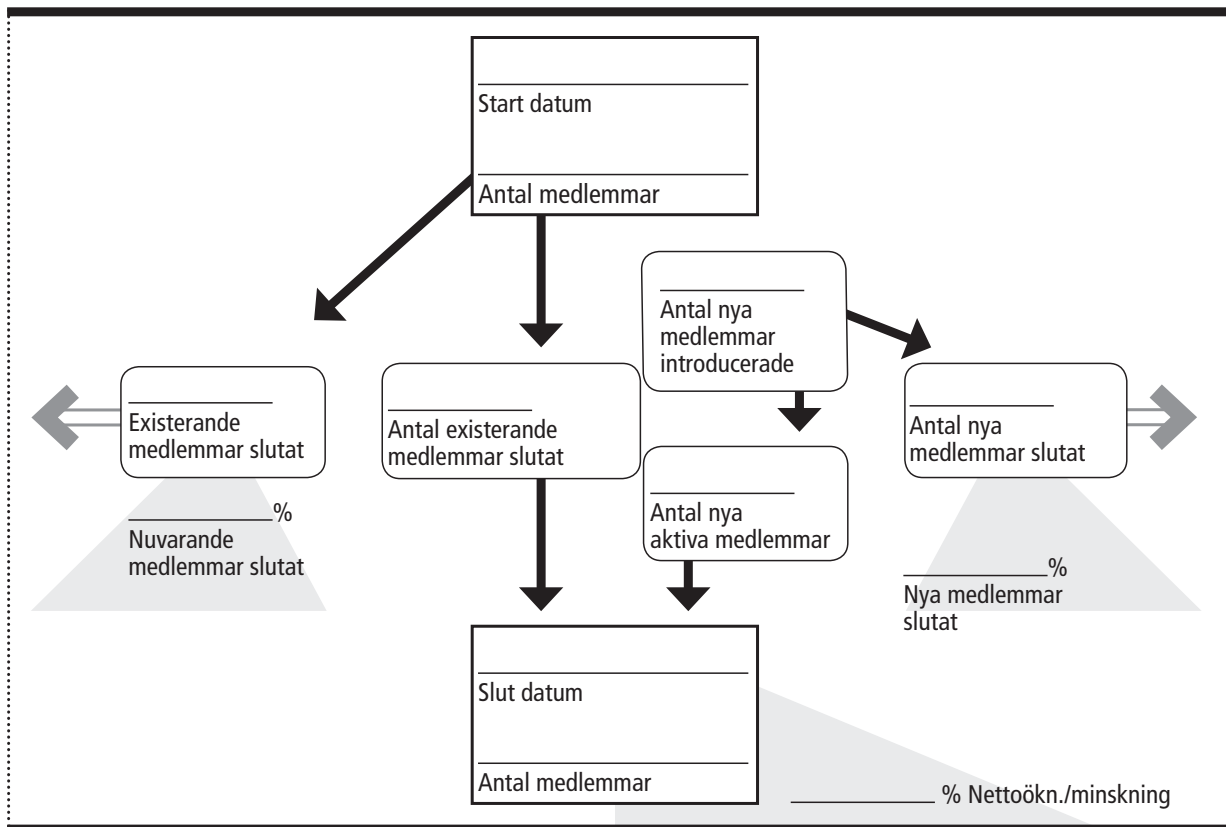 Start datum
Antal medlemmar
Antal nya
medlemmar
introducerade
Existerande
medlemmar slutat
Antal existerande
medlemmar slutat
Antal nya
medlemmar slutat
%
Nuvarande
medlemmar slutat
Antal nya
aktiva medlemmar
%
Nya medlemmar
slutat
Slut datum
Antal medlemmar
% Nettoökn./minskning